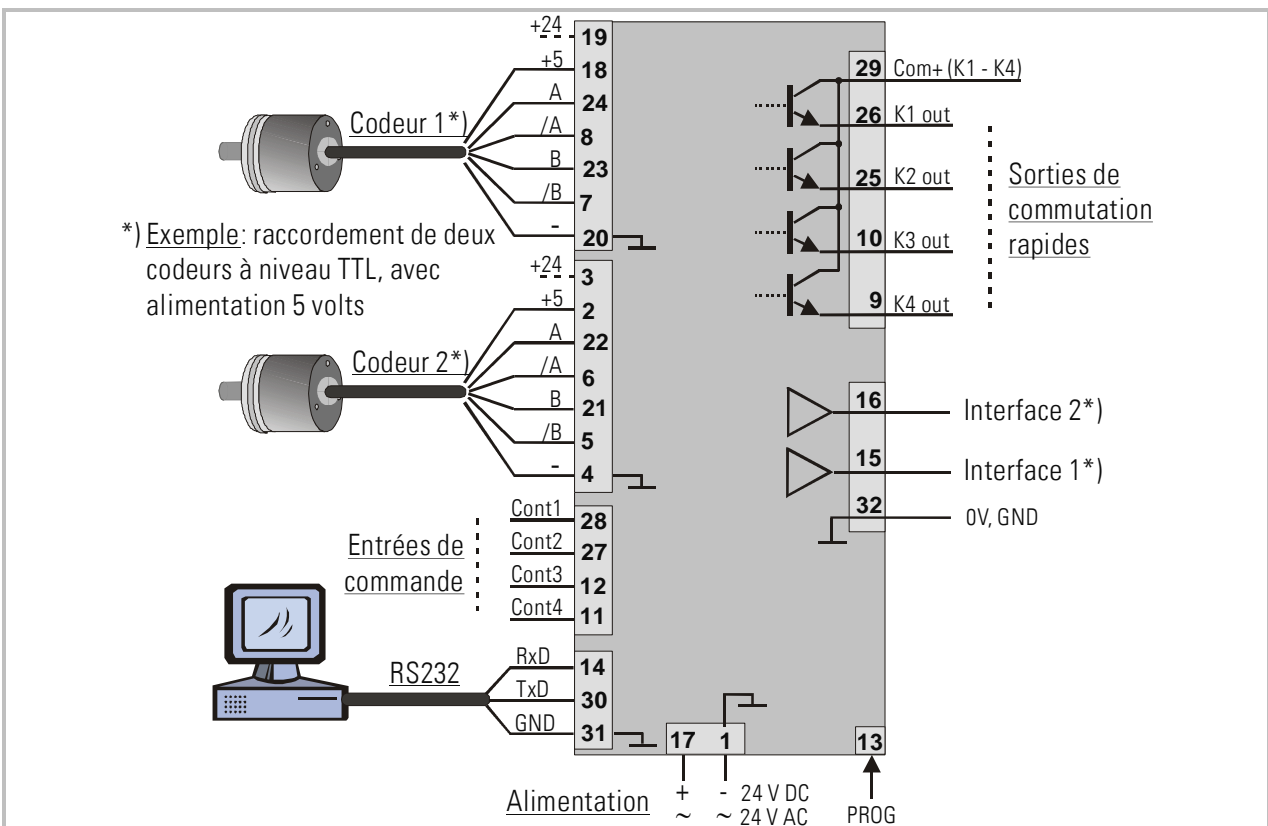 +24
19
+5
18
A
24
/A
8
B
23
/B
7
-
20
Codeur 1*)
*) Exemple: raccordement de deux
codeurs à niveau TTL, avec
alimentation 5 volts
+24
3
+5
2
A
22
/A
6
B
21
/B
5
-
4
Codeur 2*)
Entrées de
commande
Cont1
28
Cont2
27
Cont3
12
Cont4
11
RS232
RxD
14
TxD
30
GND
31
29 Com+ (K1 - K4)
26 K1 out
25 K2 out
10 K3 out
9 K4 out
Sorties de
commutation
rapides
16 Interface 2*)
15 Interface 1*)
32 0V, GND
17 1
13
Alimentation + - 24 V DC
~ ~ 24 V AC
PROG